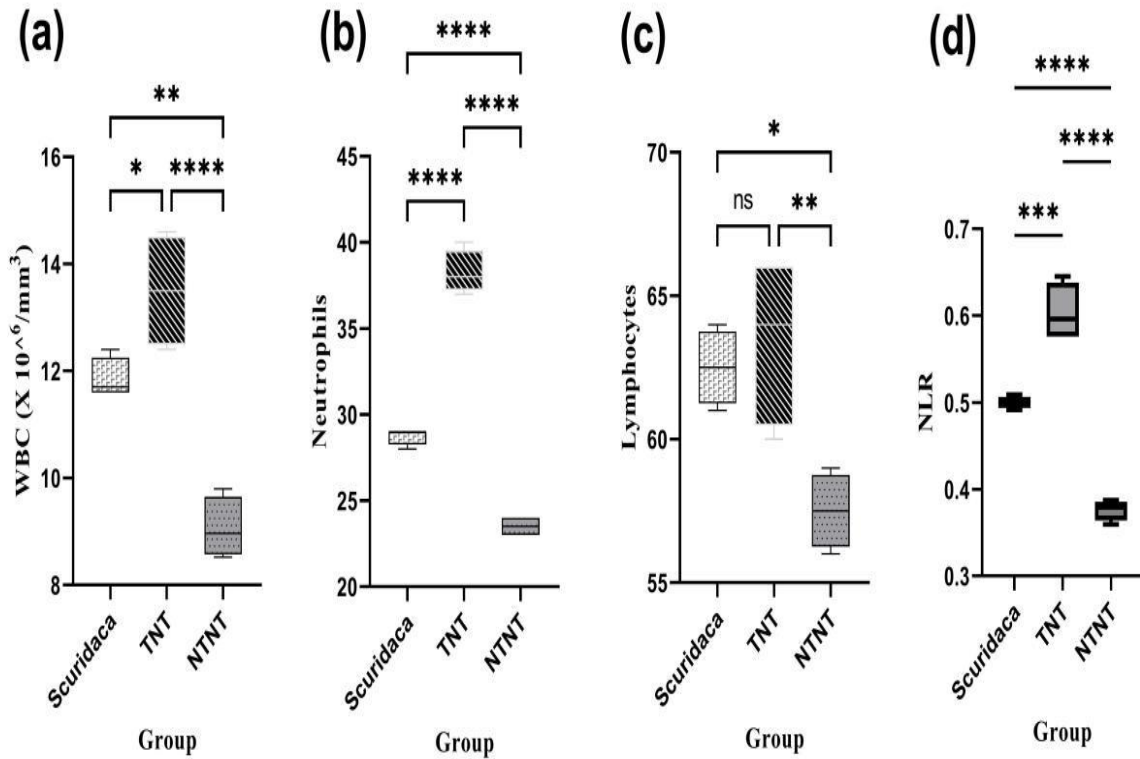 (a)
**
* ****
16
14
12
10
8
WBC (X 10^6/mm³)
Scuridaca
TNT
NTNT
Group
(b)
****
****
****
45
40
35
30
25
20
Neutrophils
Scuridaca
TNT
NTNT
Group
(c)
*
ns **
70
65
60
55
Lymphocytes
Scuridaca
TNT
NTNT
Group
(d)
****
****
***
0.7
0.6
0.5
0.4
0.3
NLR
Scuridaca
TNT
NTNT
Group